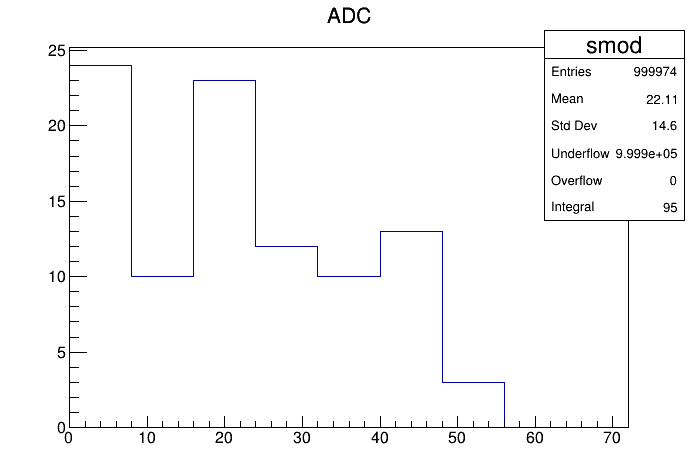 ADC
smod
Entries 999974
Mean 22.11
Std Dev 14.6
Underflow 9.999e+05
Overflow 0
Integral 95
25
20
15
10
5
0
0 10 20 30 40 50 60 70